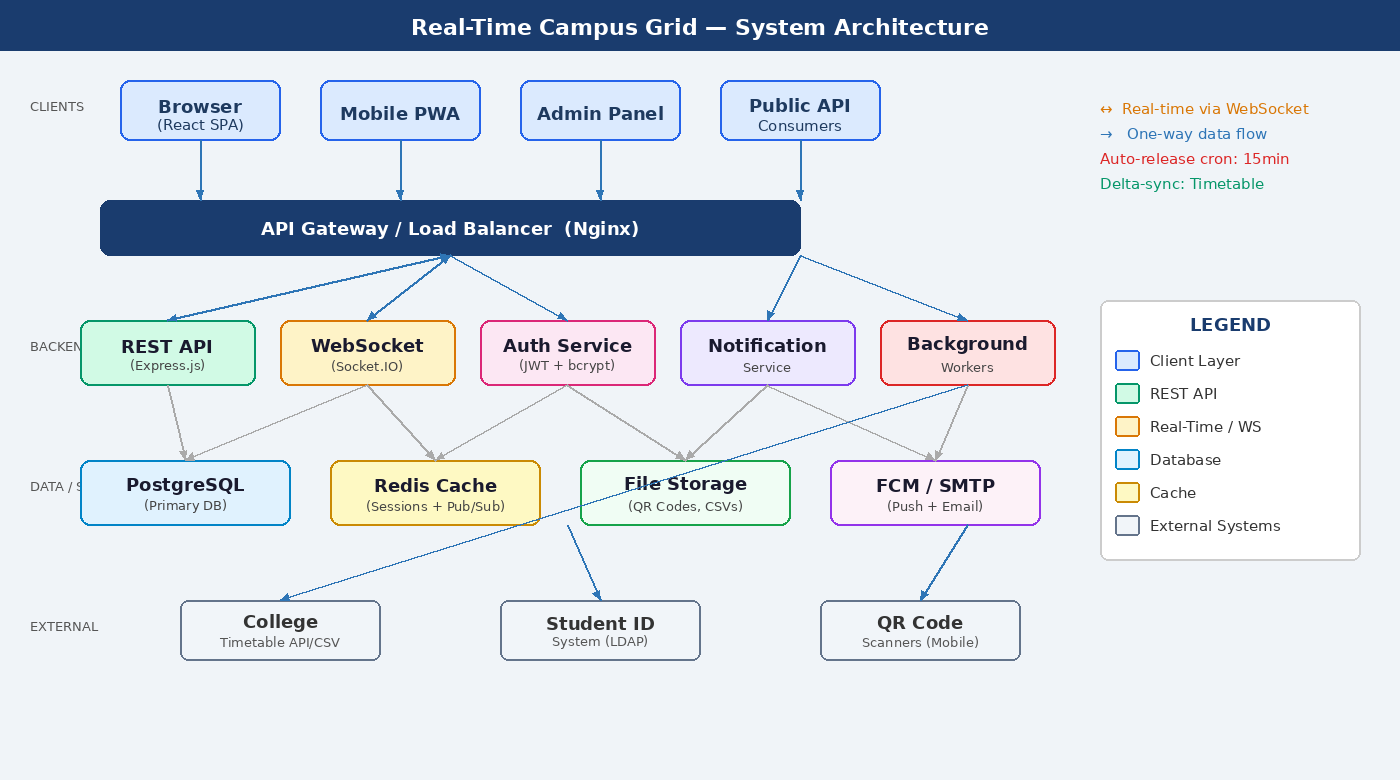 Real-Time Campus Grid — System Architecture
CLIENTS
Browser
(React SPA)
Mobile PWA
Admin Panel
Public API
Consumers
↔ Real-time via WebSocket
→ One-way data flow
Auto-release cron: 15min
Delta-sync: Timetable
API Gateway / Load Balancer (Nginx)
BACKEN
REST API
(Express.js)
WebSocket
(Socket.IO)
Auth Service
(JWT + bcrypt)
Notification
Service
Background
Workers
LEGEND
Client Layer
REST API
Real-Time / WS
Database
Cache
External Systems
DATA / S
PostgreSQL
(Primary DB)
Redis Cache
(Sessions + Pub/Sub)
File Storage
(QR Codes, CSVs)
FCM / SMTP
(Push + Email)
EXTERNAL
College
Timetable API/CSV
Student ID
System (LDAP)
QR Code
Scanners (Mobile)